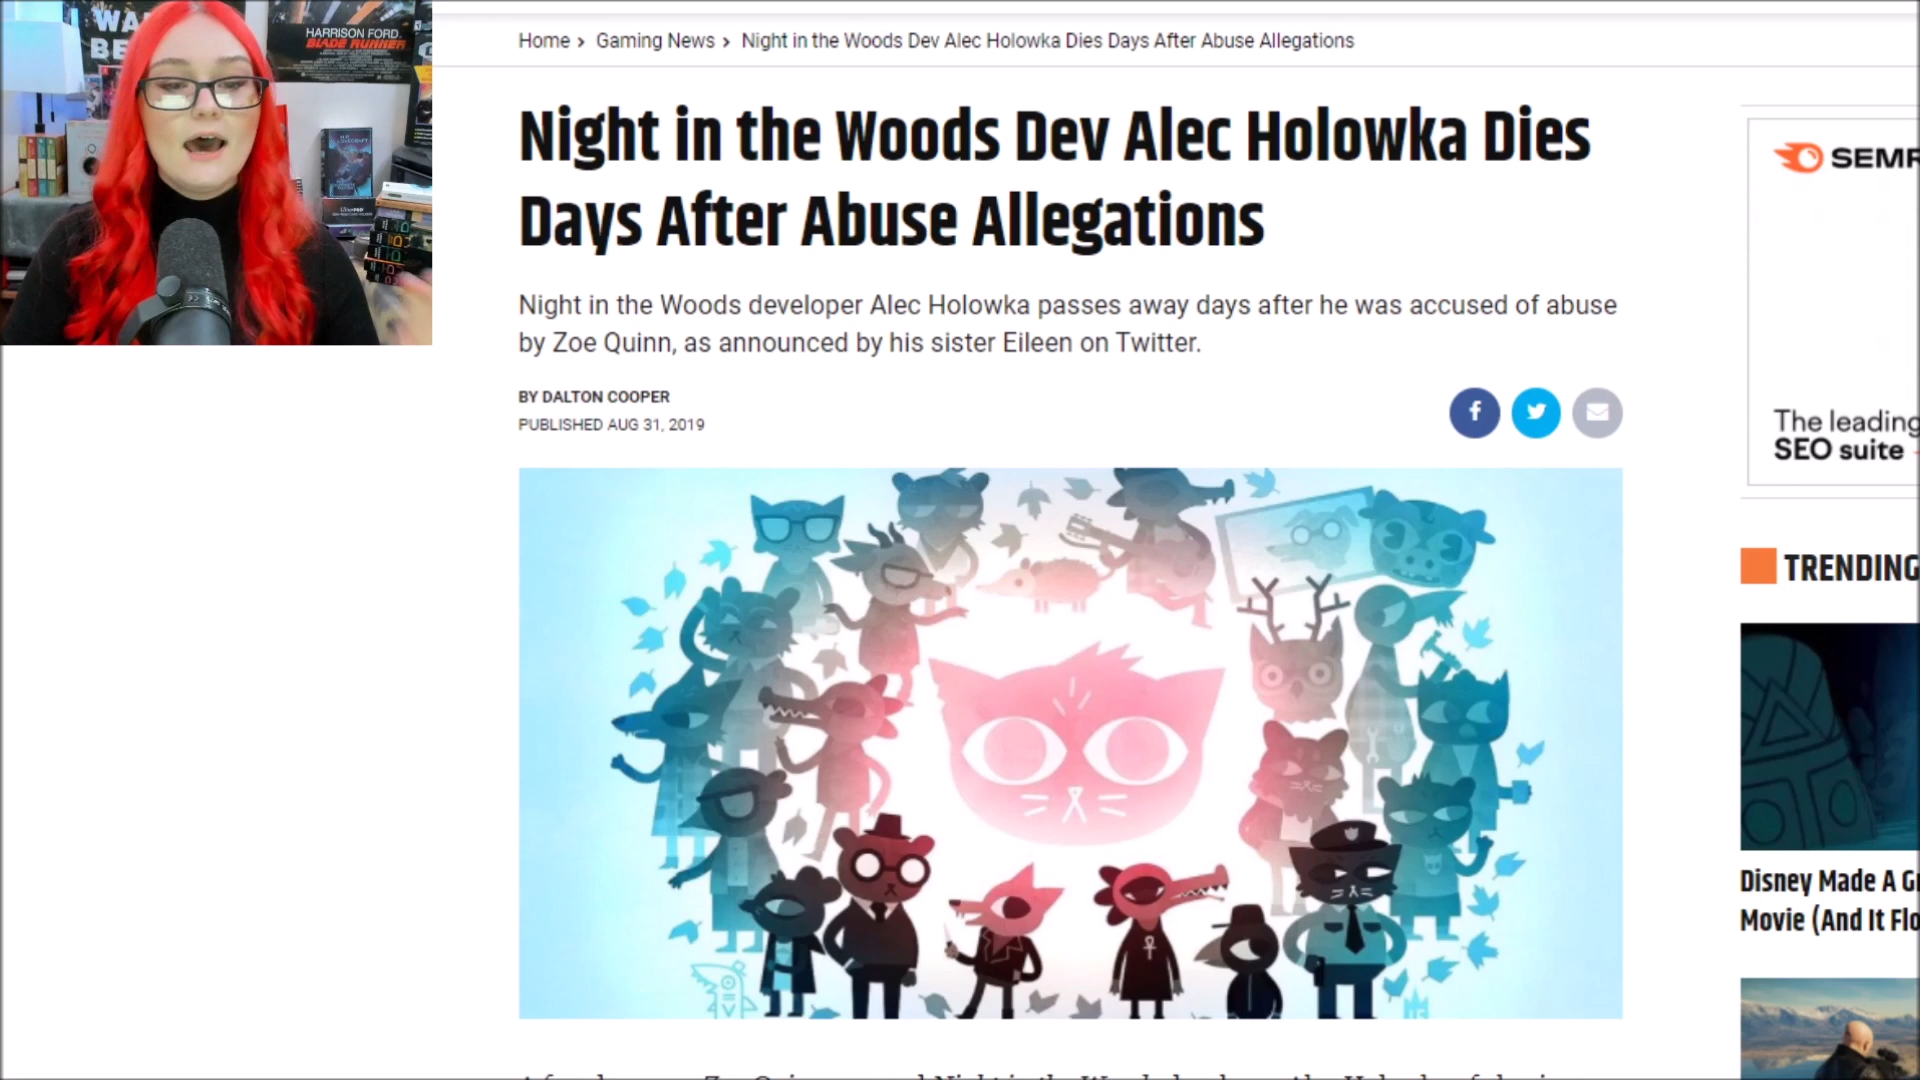 WA
BE
HARRISON FORD.
BLADE RUNNER
Home › Gaming News › Night in the Woods Dev Alec Holowka Dies Days After Abuse Allegations
Night in the Woods Dev Alec Holowka Dies
Days After Abuse Allegations
Night in the Woods developer Alec Holowka passes away days after he was accused of abuse
by Zoe Quinn, as announced by his sister Eileen on Twitter.
BY DALTON COOPER
PUBLISHED AUG 31, 2019
SEMR
The leading
SEO suite
TRENDING
Disney Made A G
Movie (And It Flo